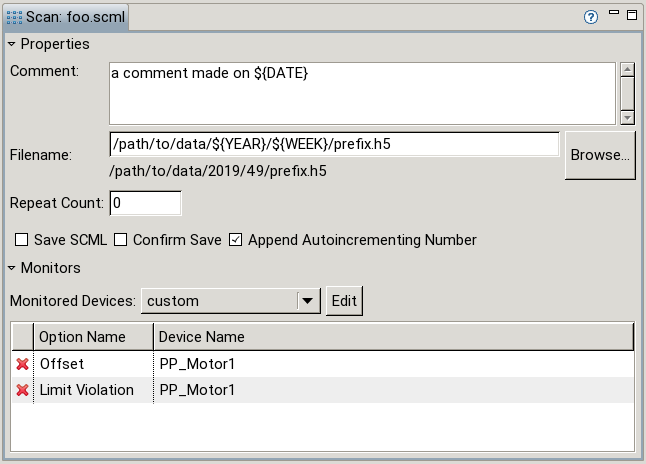 Scan: foo.scml
Properties
Comment: a comment made on ${DATE}
Filename: /path/to/data/${YEAR}/${WEEK}/prefix.h5 Browse...
/path/to/data/2019/49/prefix.h5
Repeat Count: 0
Save SCML Confirm Save Append Autoincrementing Number
Monitors
Monitored Devices: custom Edit
Option Name Device Name
Offset PP_Motor1
Limit Violation PP_Motor1